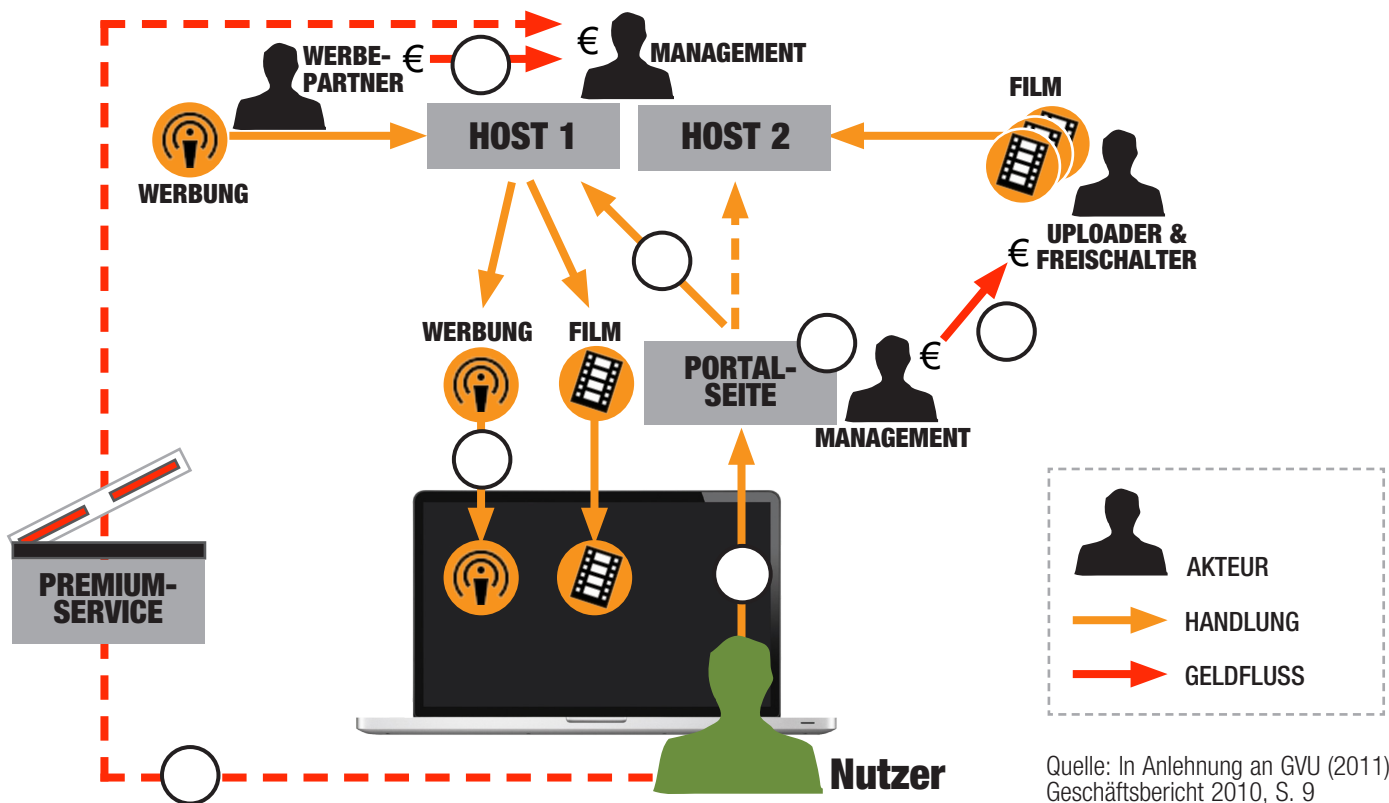 WERBE-
PARTNER
€
€
MANAGEMENT
FILM
HOST 1
HOST 2
WERBUNG
UPLOADER &
FREISCHALTER
€
WERBUNG
FILM
PORTAL-
SEITE
€
MANAGEMENT
PREMIUM-
SERVICE
AKTEUR
HANDLUNG
GELDFLUSS
Nutzer
Quelle: In Anlehnung an GVU (2011)
Geschäftsbericht 2010, S. 9